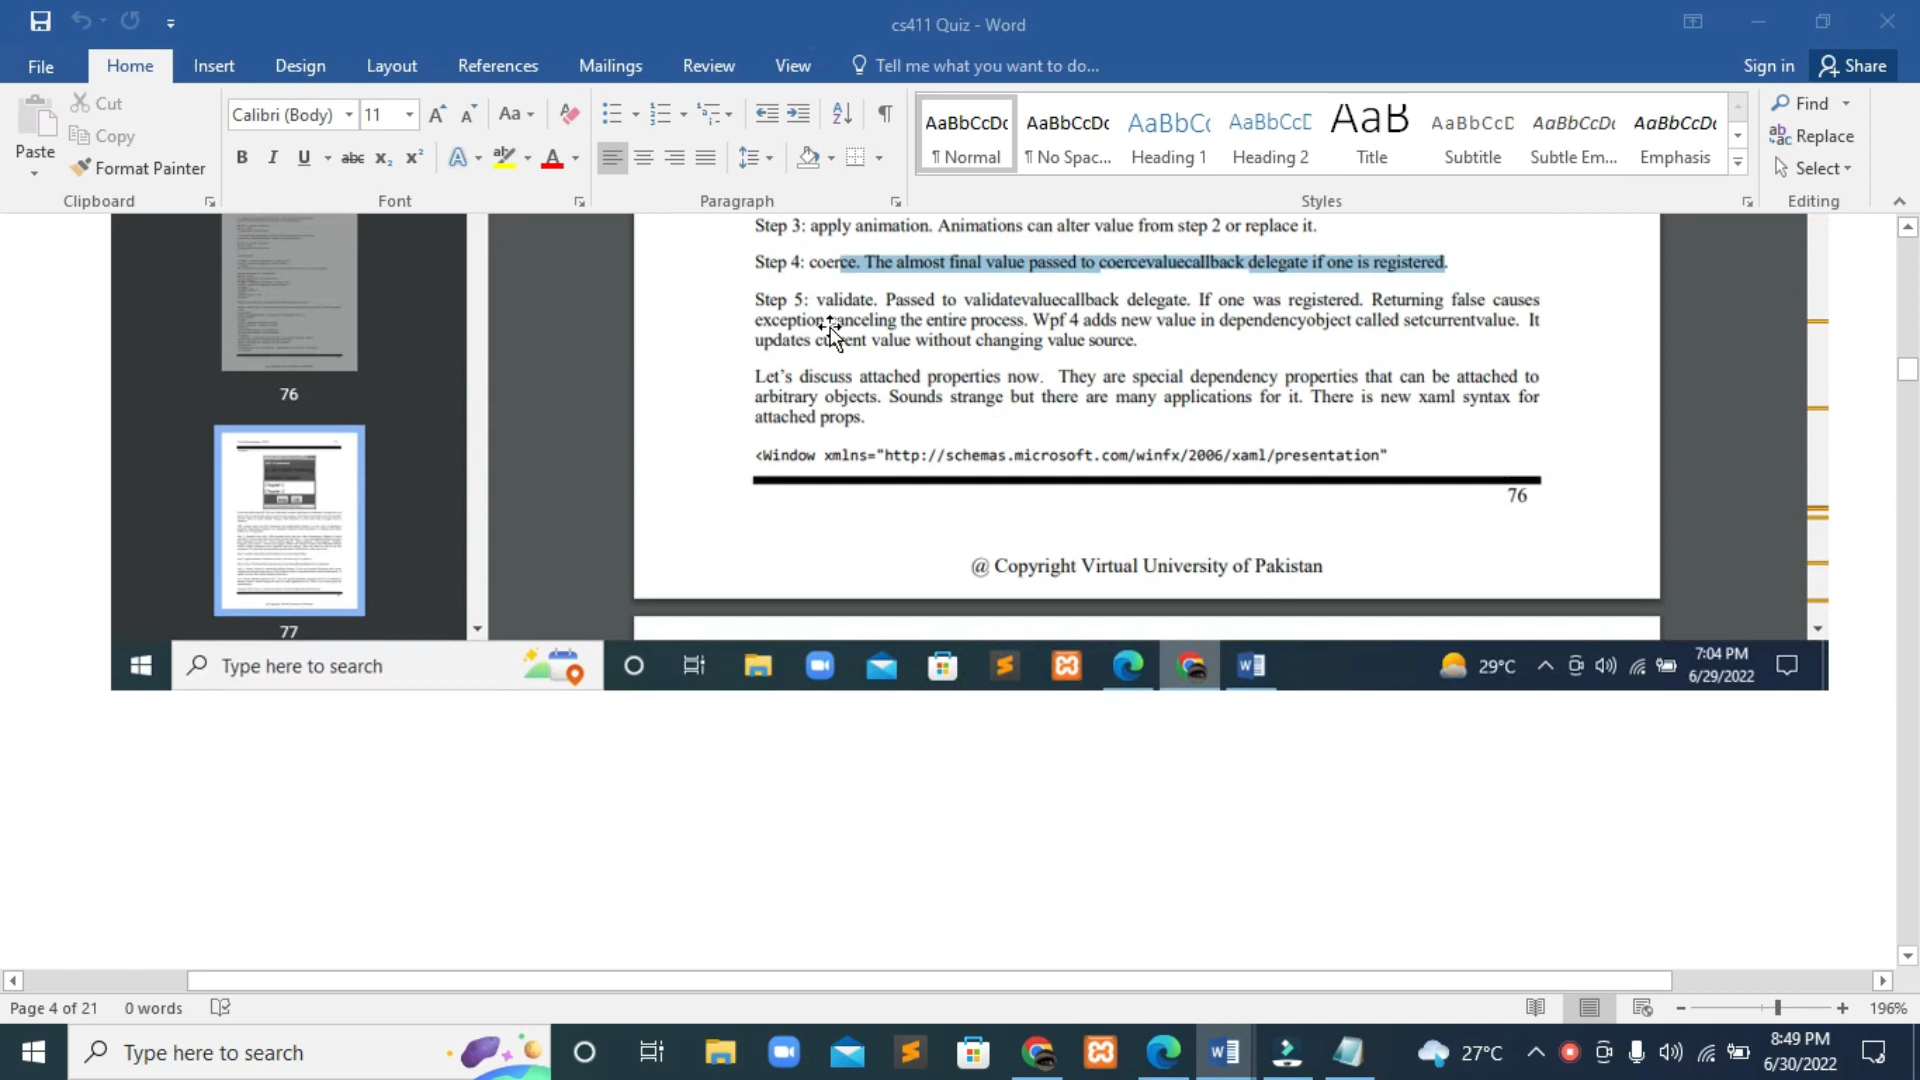 cs411 Quiz - Word
File
Home
Insert
Design
Layout
References
Mailings
Review
View
Tell me what you want to do...
Sign in
Share
Paste
Cut
Copy
Format Painter
Clipboard
Calibri (Body)
11
Aa
B I U abc x₂ x²
A
Font
Paragraph
AaBbCcDc
¶ Normal
AaBbCcDc
¶ No Spac...
AaBbC
Heading 1
AaBbCcD
Heading 2
AaB
Title
AaBbCcD
Subtitle
AaBbCcDc
Subtle Em...
AaBbCcDc
Emphasis
Styles
Find
Replace
Select
Editing
76
77
Step 3: apply animation. Animations can alter value from step 2 or replace it.
Step 4: coerce. The almost final value passed to coercevaluecallback delegate if one is registered.
Step 5: validate. Passed to validatevaluecallback delegate. If one was registered. Returning false causes
exception canceling the entire process. Wpf 4 adds new value in dependencyobject called setcurrentvalue. It
updates current value without changing value source.
Let's discuss attached properties now. They are special dependency properties that can be attached to
arbitrary objects. Sounds strange but there are many applications for it. There is new xaml syntax for
attached props.
<Window xmlns="http://schemas.microsoft.com/winfx/2006/xaml/presentation"
76
@ Copyright Virtual University of Pakistan
Type here to search
29°C
7:04 PM
6/29/2022
Page 4 of 21
0 words
196%
Type here to search
27°C
8:49 PM
6/30/2022